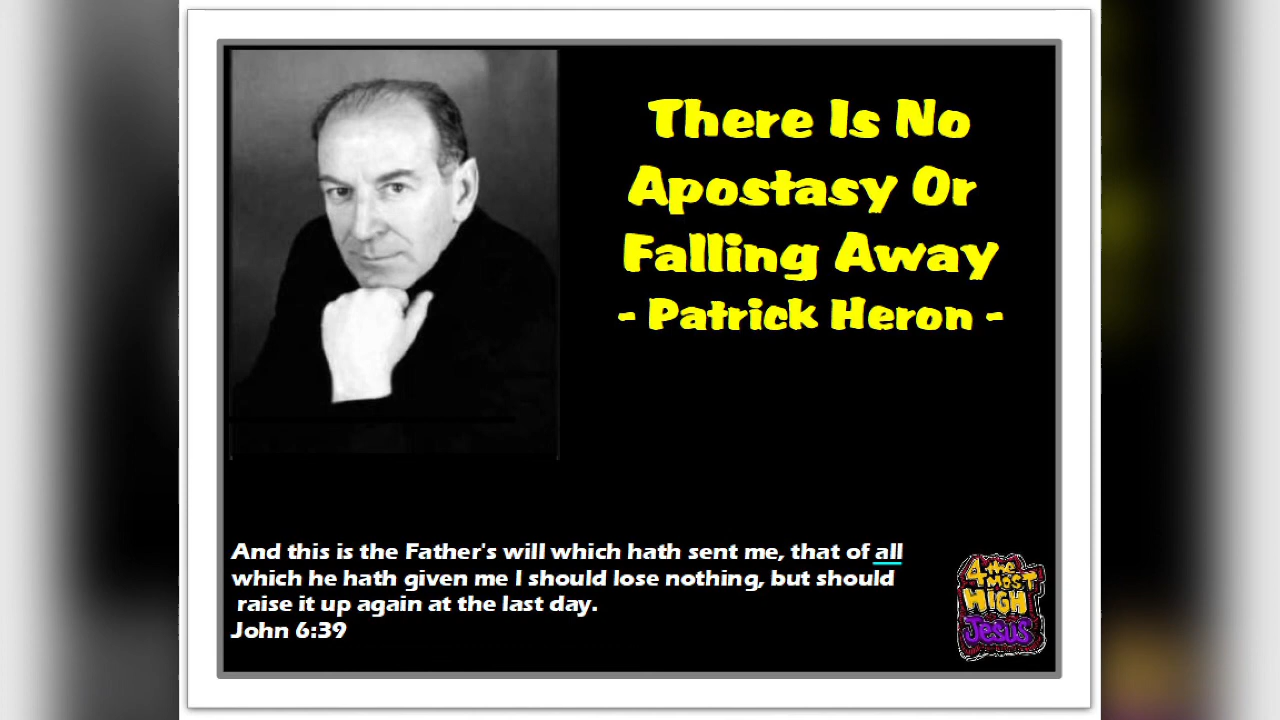 There Is No
Apostasy Or
Falling Away
- Patrick Heron -
And this is the Father's will which hath sent me, that of all
which he hath given me I should lose nothing, but should
raise it up again at the last day.
John 6:39
4 the
MOST
HIGH
Jesus